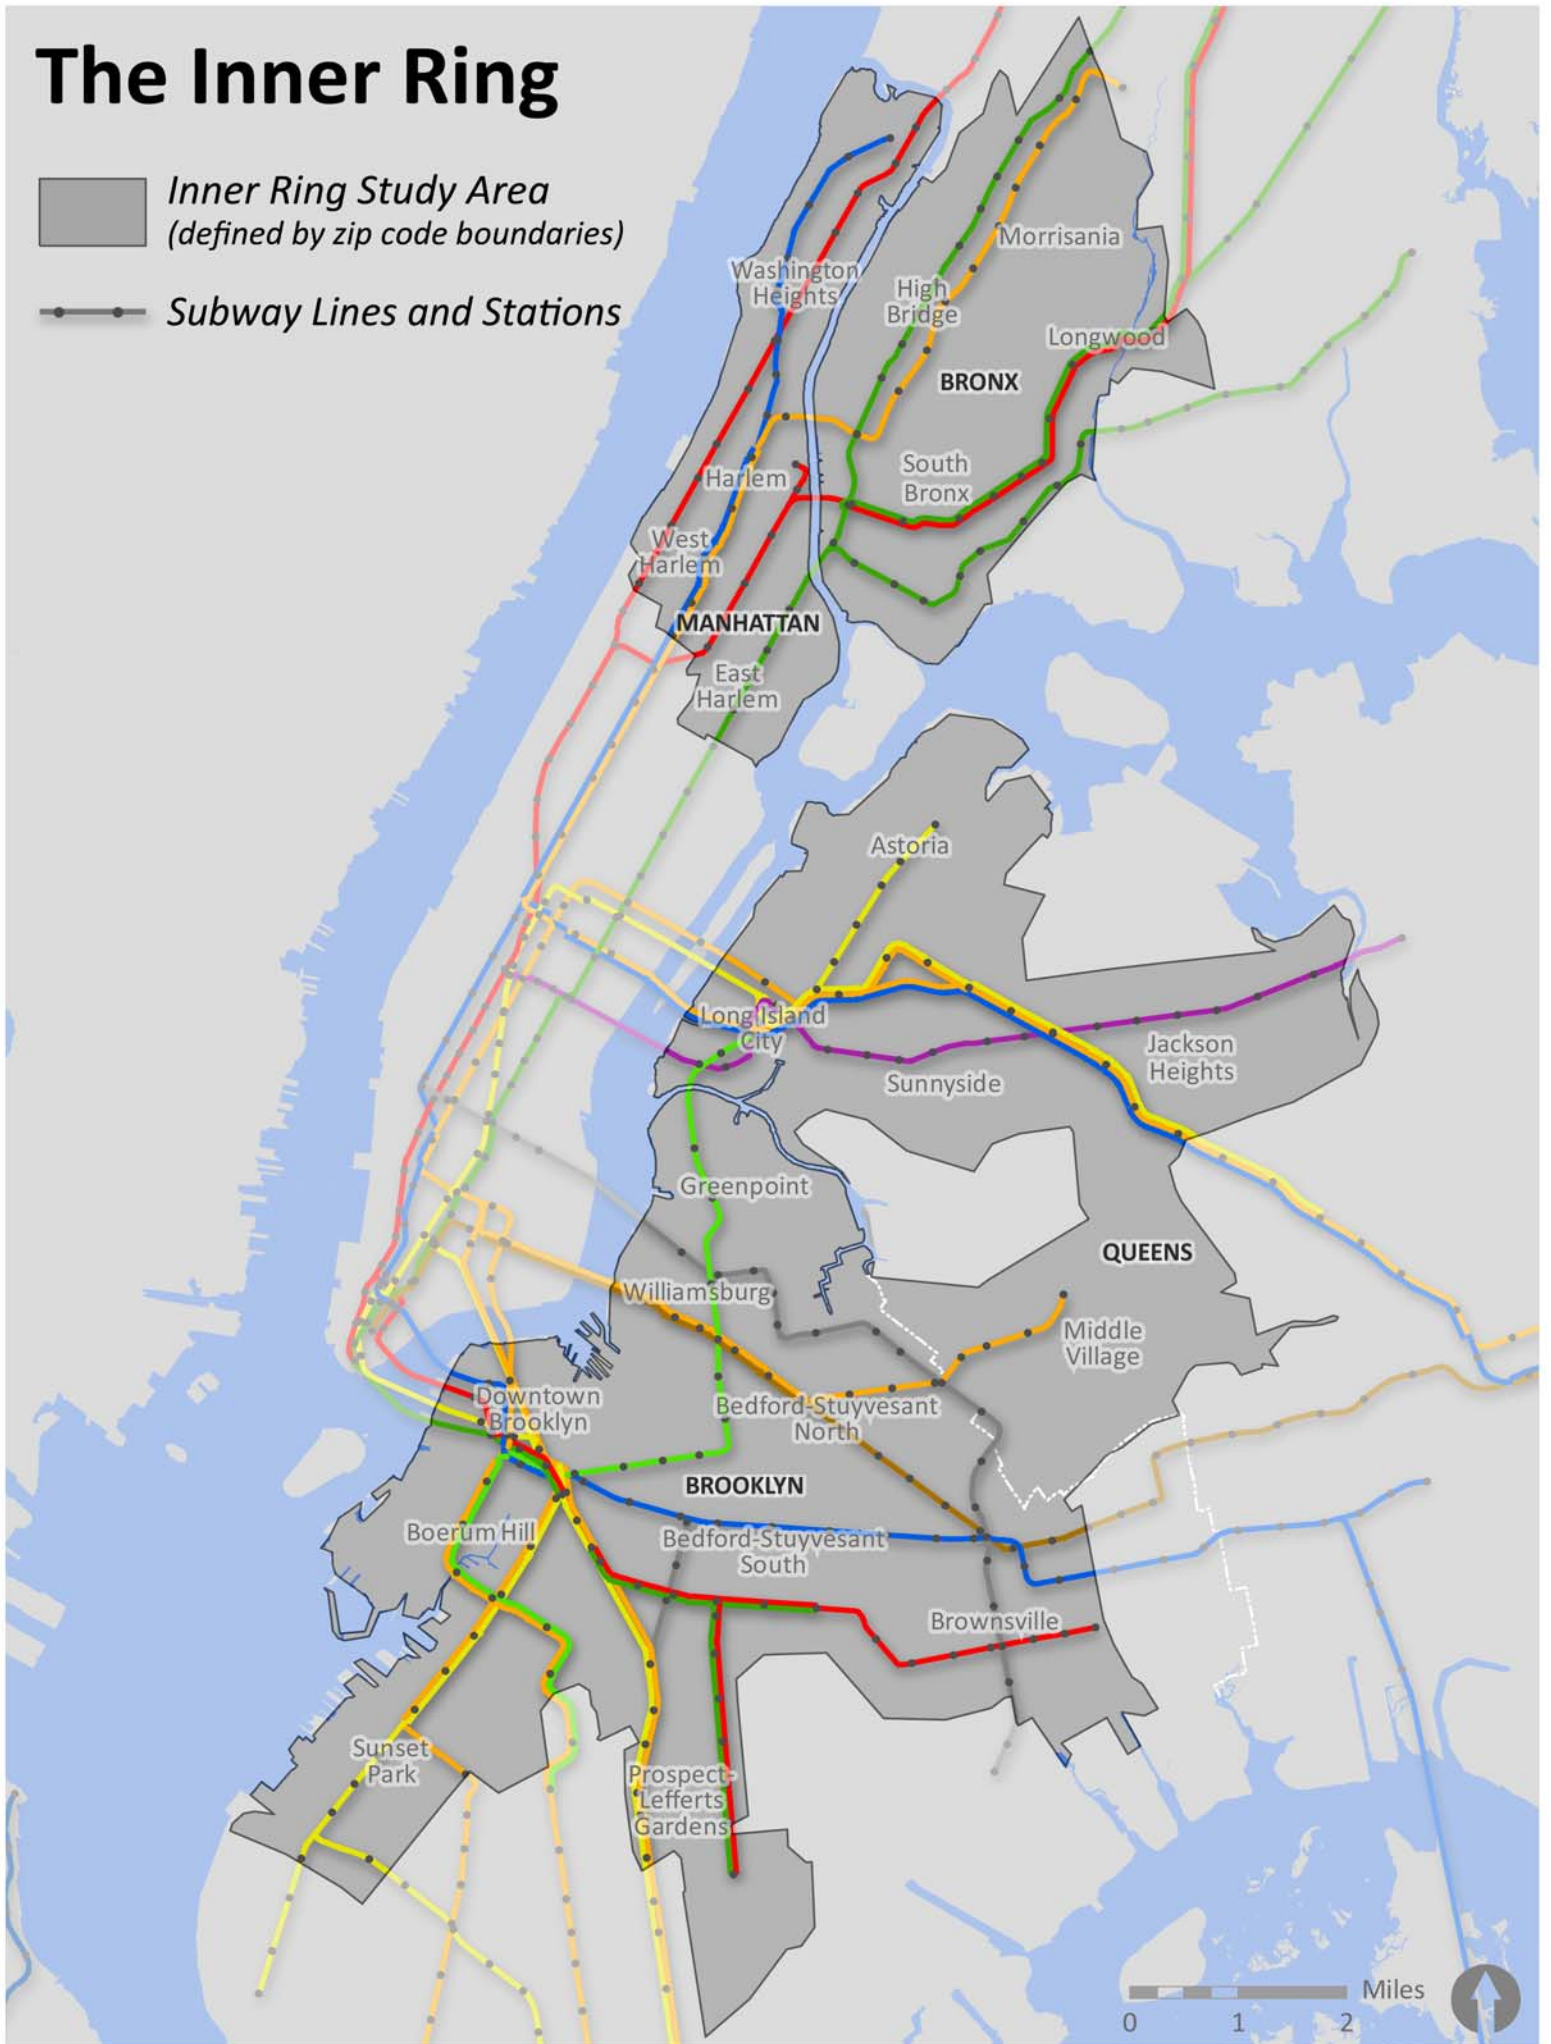 The Inner Ring
Inner Ring Study Area
(defined by zip code boundaries)
Subway Lines and Stations
Morrisania
Washington
Heights
High
Bridge
Longwood
BRONX
Harlem
South
Bronx
West
Harlem
MANHATTAN
East
Harlem
Astoria
Long Island
City
Jackson
Heights
Sunnyside
Greenpoint
QUEENS
Williamsburg
Middle
Village
Downtown
Brooklyn
Bedford-Stuyvesant
North
BROOKLYN
Boerum Hill
Bedford-Stuyvesant
South
Brownsville
Sunset
Park
Prospect-
Lefferts
Gardens
Miles
0 1 2